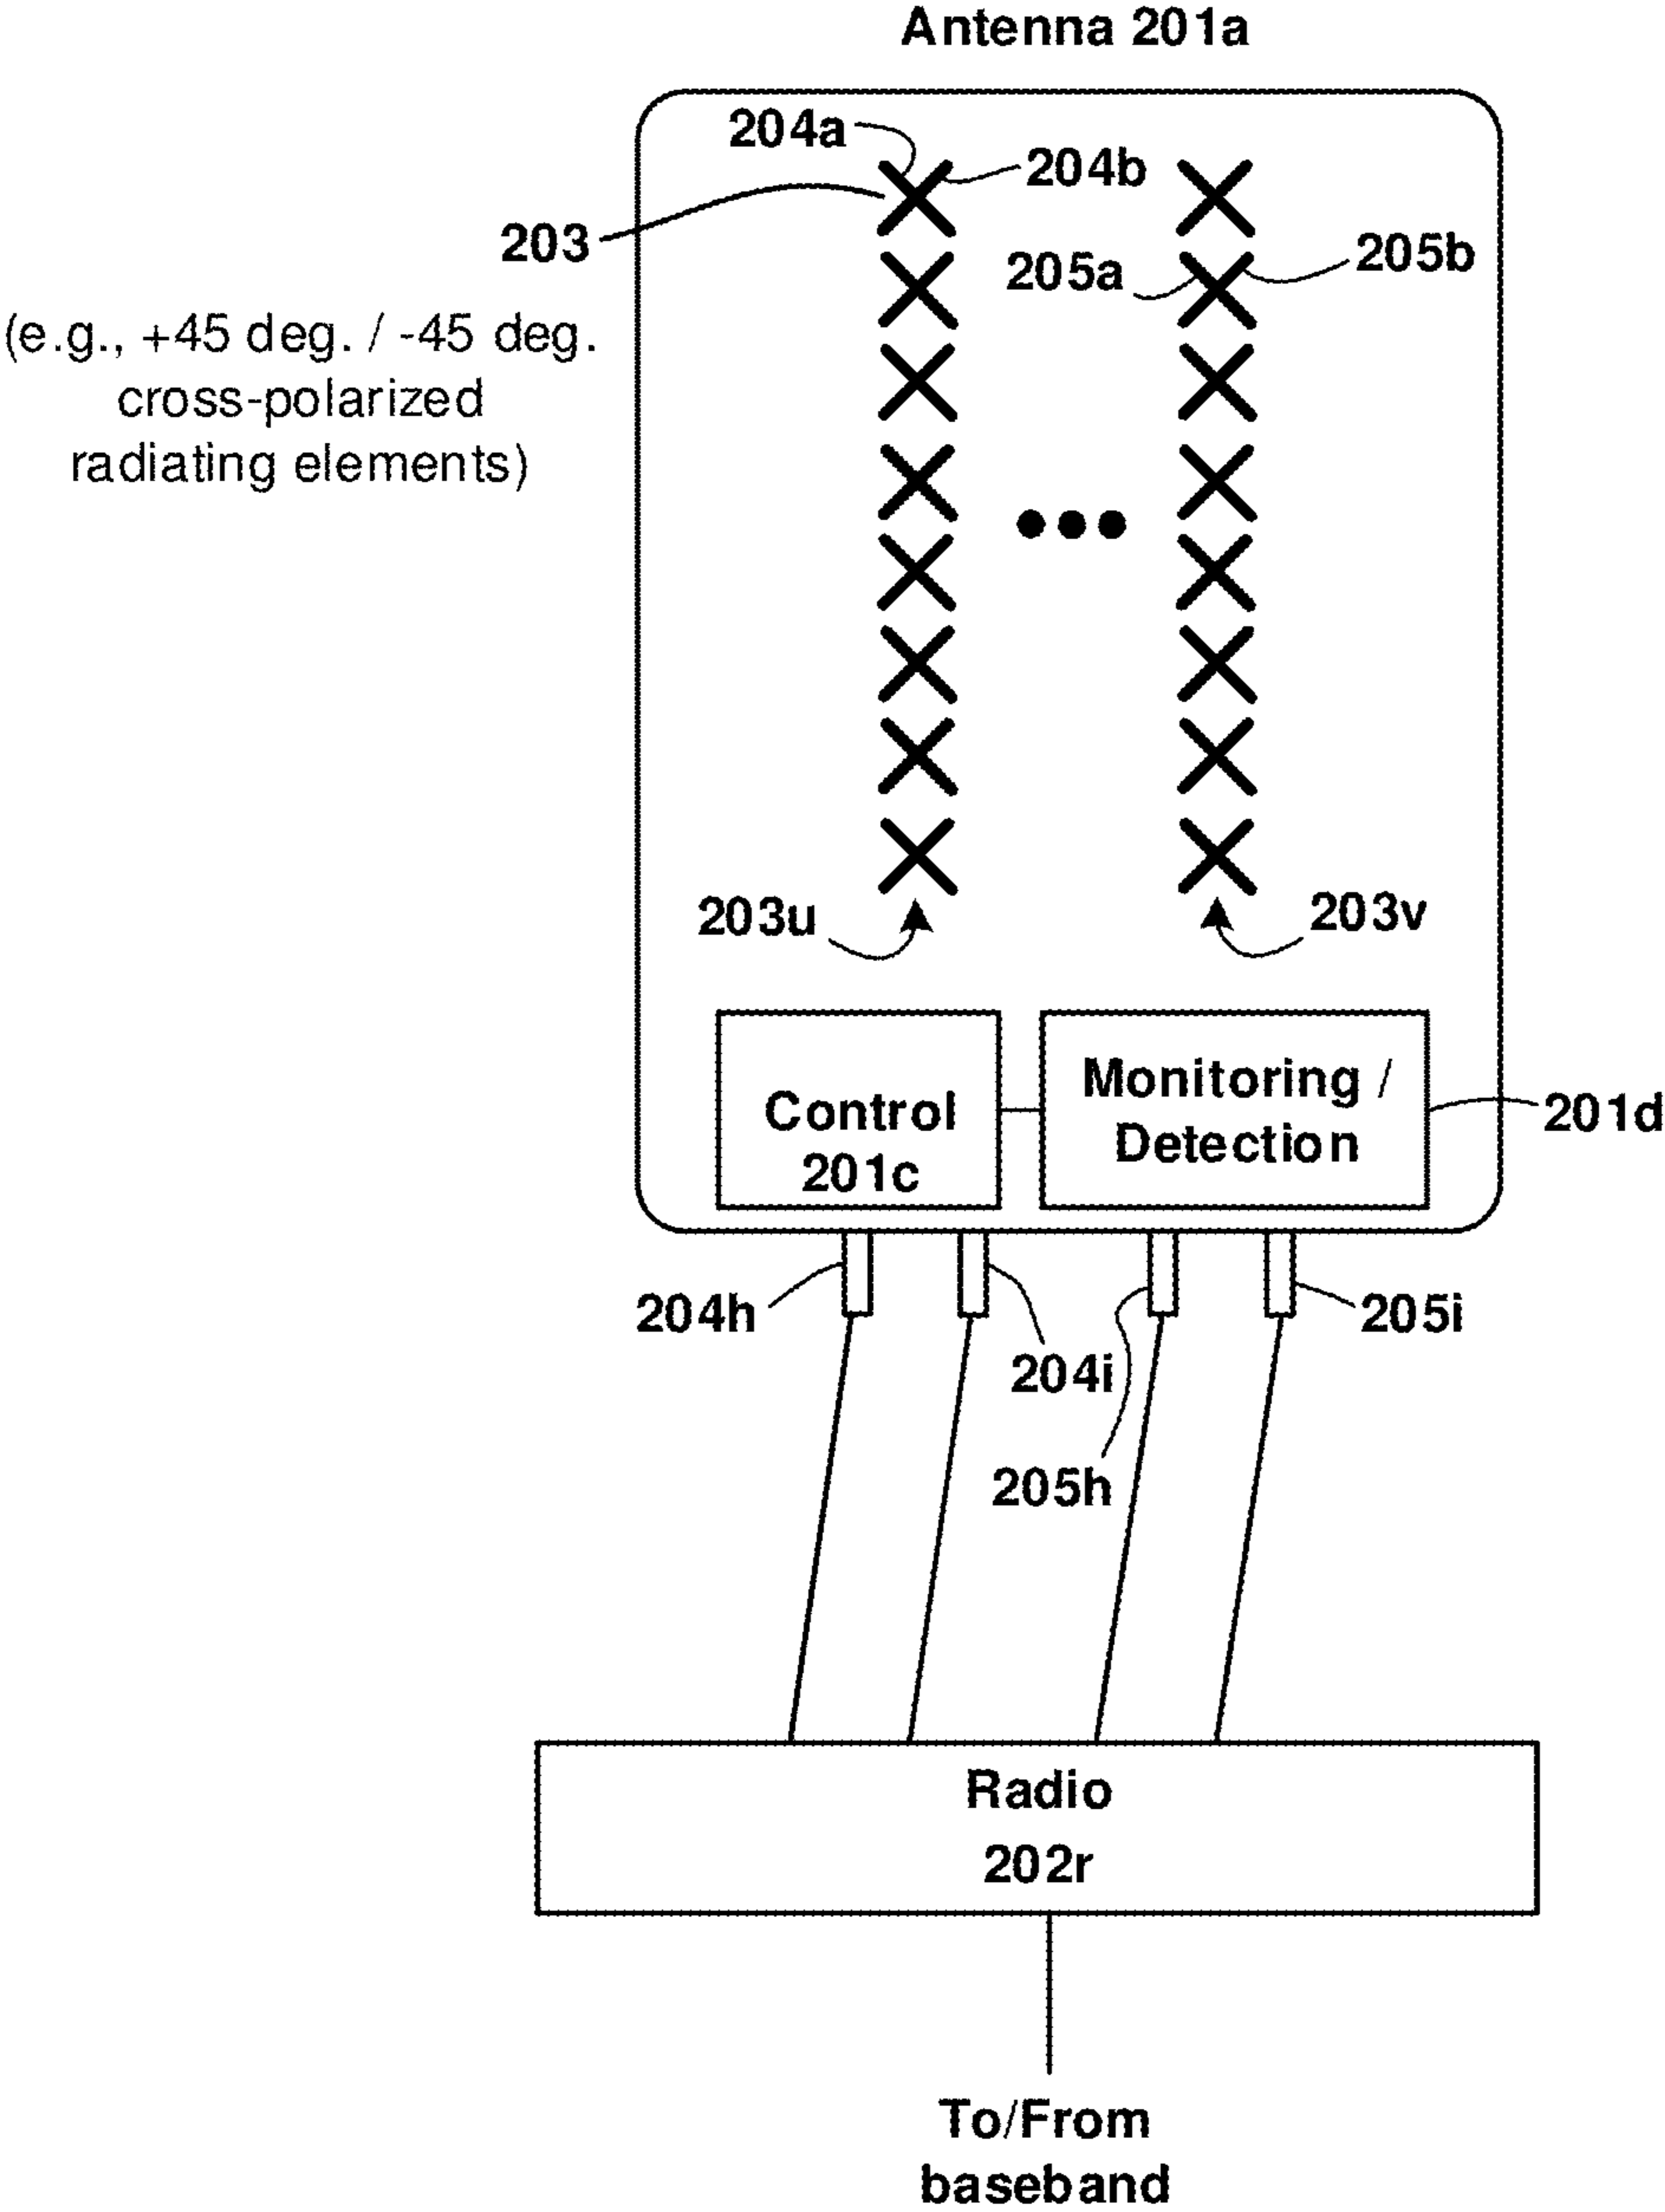 Antenna 201a
204a
204b
203
205a
205b
(e.g., +45 deg. / -45 deg.
cross-polarized
radiating elements)
203u
203v
Control
201c
Monitoring /
Detection
201d
204h
204i
205h
205i
Radio
202r
To/From
baseband